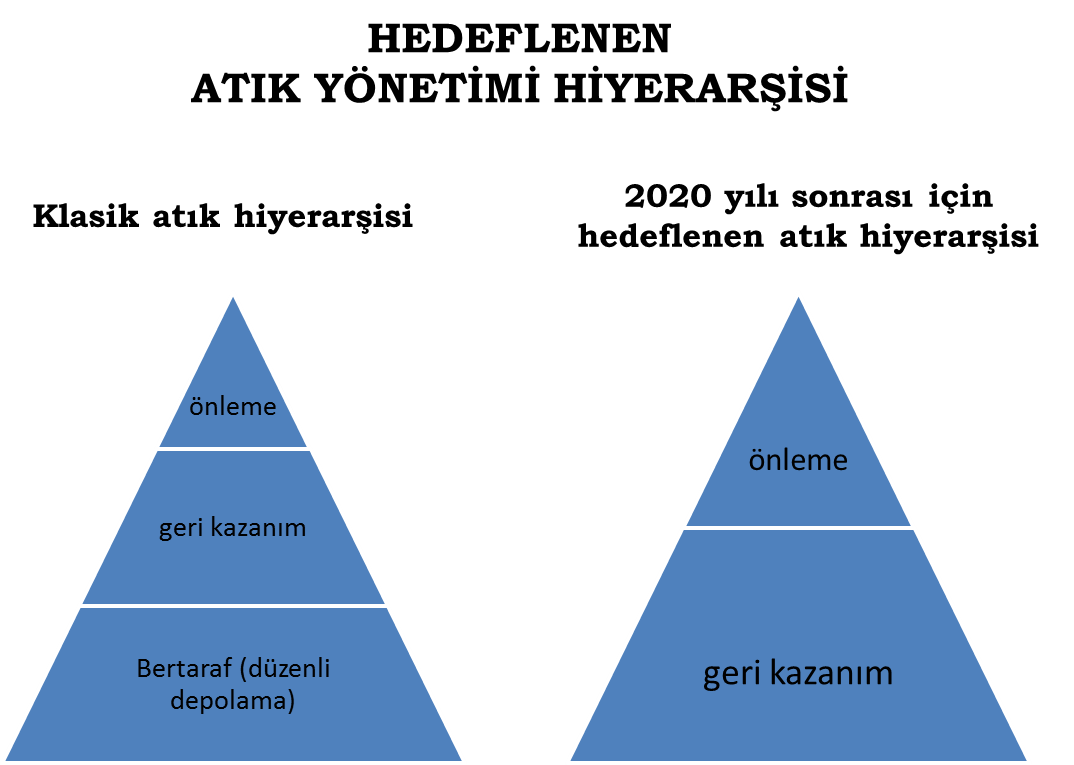 HEDEFLENEN
ATIK YÖNETİMİ HİYERARŞİSİ
Klasik atık hiyerarşisi
önleme
geri kazanım
Bertaraf (düzenli
depolama)
2020 yılı sonrası için
hedeflenen atık hiyerarşisi
önleme
geri kazanım